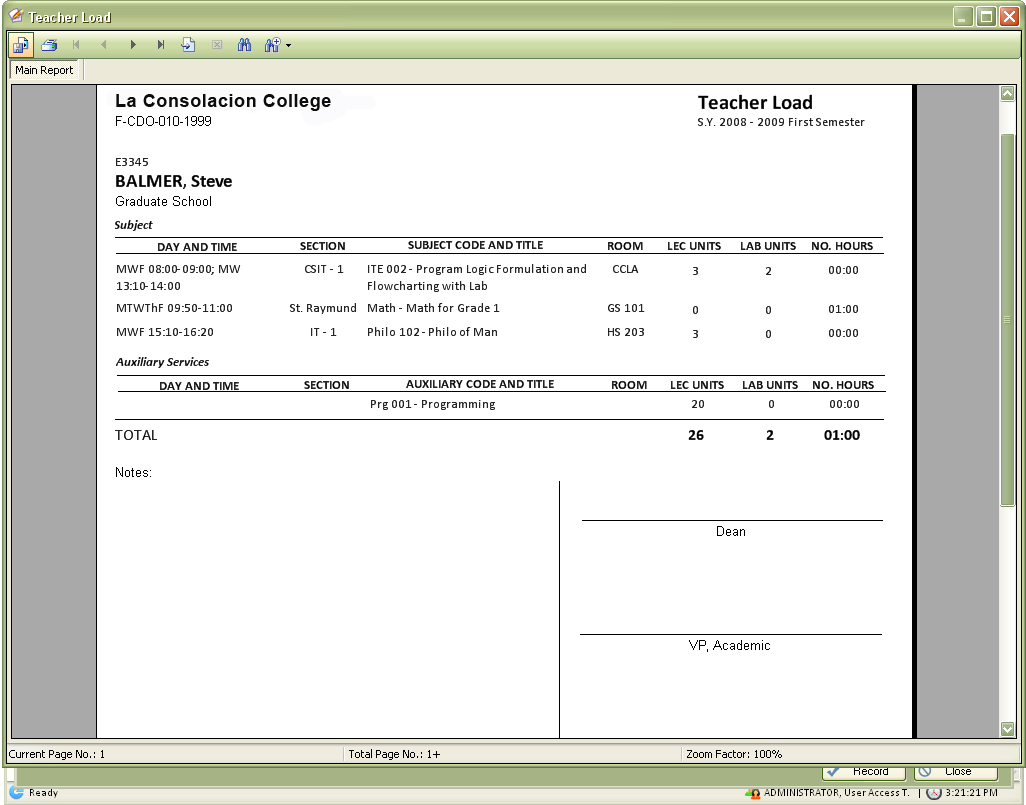 Teacher Load
Main Report
La Consolacion College
Teacher Load
F-CDO-010-1999
S.Y. 2008 - 2009 First Semester
E3345
BALMER, Steve
Graduate School
Subject
DAY AND TIME SECTION SUBJECT CODE AND TITLE ROOM LEC UNITS LAB UNITS NO. HOURS
MWF 08:00-09:00; MW CSIT - 1 ITE 002 - Program Logic Formulation and CCLA 3 2 00:00
13:10-14:00 Flowcharting with Lab
MTWThF 09:50-11:00 St. Raymund Math - Math for Grade 1 GS 101 0 0 01:00
MWF 15:10-16:20 IT - 1 Philo 102 - Philo of Man HS 203 3 0 00:00
Auxiliary Services
DAY AND TIME SECTION AUXILIARY CODE AND TITLE ROOM LEC UNITS LAB UNITS NO. HOURS
Prg 001 - Programming 20 0 00:00
TOTAL 26 2 01:00
Notes:
Dean
VP, Academic
Current Page No.: 1 Total Page No.: 1+ Zoom Factor: 100%
Record Close
Ready ADMINISTRATOR, User Access T. | 3:21:21 PM